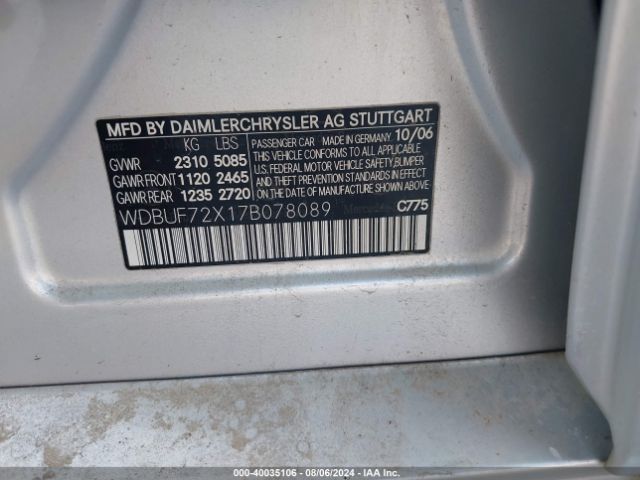 MFD BY DAIMLERCHRYSLER AG STUTTGART
KG LBS
GVWR 2310 5085
GAWR FRONT 1120 2465
GAWR REAR 1235 2720
PASSENGER CAR MADE IN GERMANY 10/06
THIS VEHICLE CONFORMS TO ALL APPLICABLE
U.S. FEDERAL MOTOR VEHICLE SAFETY, BUMPER
AND THEFT PREVENTION STANDARDS IN EFFECT
ON THE DATE OF MANUFACTURE SHOWN ABOVE
WDBUF72X17B078089 C775
00-40035106 - 08/06/2024 - IAA Inc.